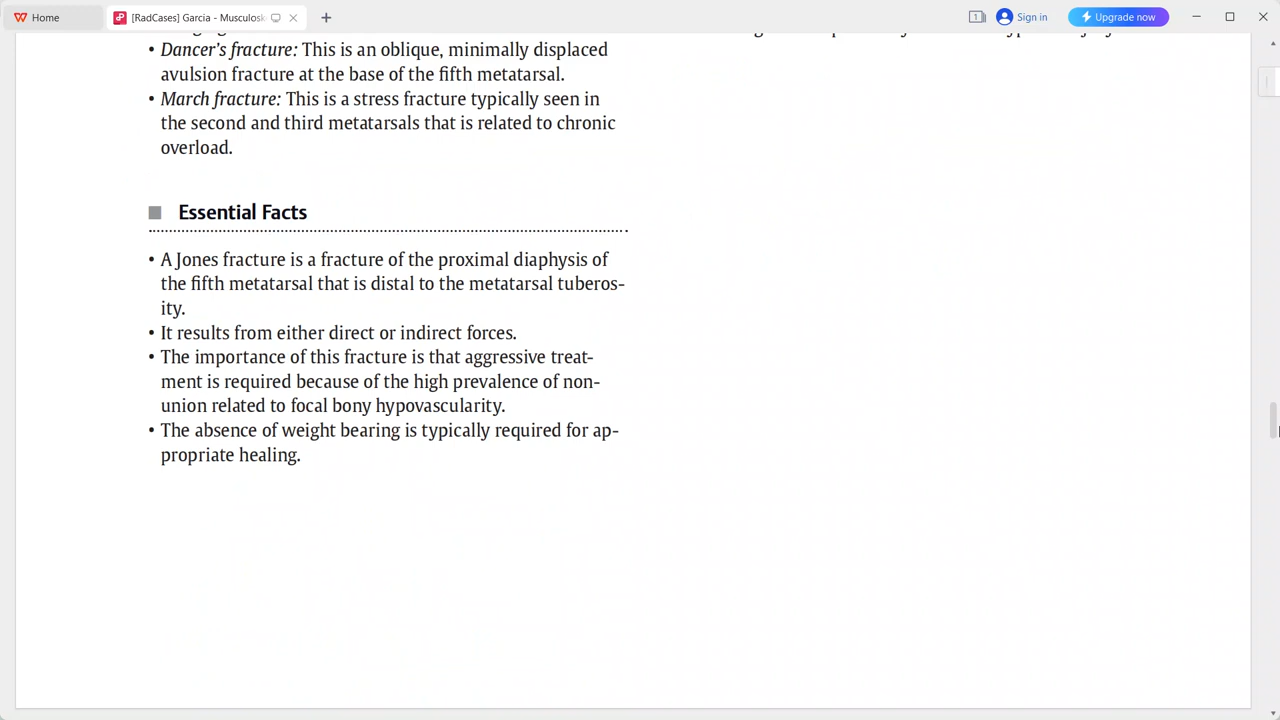 Home
[RadCases] Garcia - Musculosk
1
Sign in
Upgrade now
• Dancer's fracture: This is an oblique, minimally displaced
avulsion fracture at the base of the fifth metatarsal.
• March fracture: This is a stress fracture typically seen in
the second and third metatarsals that is related to chronic
overload.
Essential Facts
• A Jones fracture is a fracture of the proximal diaphysis of
the fifth metatarsal that is distal to the metatarsal tuberos-
ity.
• It results from either direct or indirect forces.
• The importance of this fracture is that aggressive treat-
ment is required because of the high prevalence of non-
union related to focal bony hypovascularity.
• The absence of weight bearing is typically required for ap-
propriate healing.